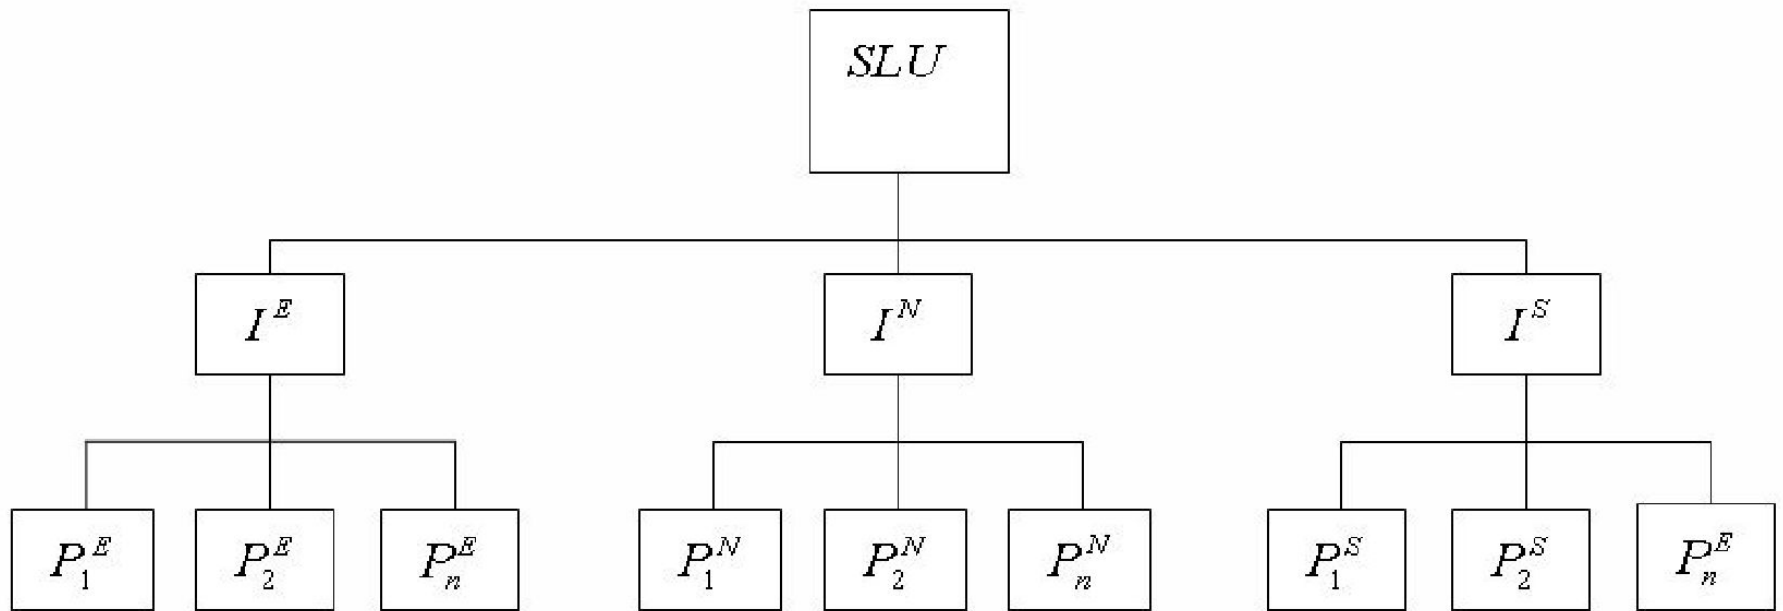 SLU
I^E I^N I^S
P_1^E P_2^E P_n^E P_1^N P_2^N P_n^N P_1^S P_2^S P_n^E